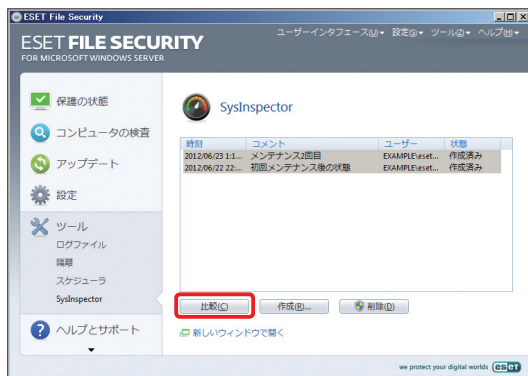 ESET File Security
ESET FILE SECURITY
FOR MICROSOFT WINDOWS SERVER
ユーザーインタフェース(U)▾ 設定(S)▾ ツール(Z)▾ ヘルプ(H)▾
保護の状態
コンピュータの検査
アップデート
設定
ツール
ログファイル
隔離
スケジューラ
SysInspector
ヘルプとサポート
SysInspector
時刻 コメント ユーザー 状態
2012/06/23 1:1... メンテナンス2回目 EXAMPLE\eset... 作成済み
2012/06/22 22:... 初回メンテナンス後の状態 EXAMPLE\eset... 作成済み
比較(C) 作成(R)... 削除(D)
新しいウィンドウで開く
we protect your digital worlds eset